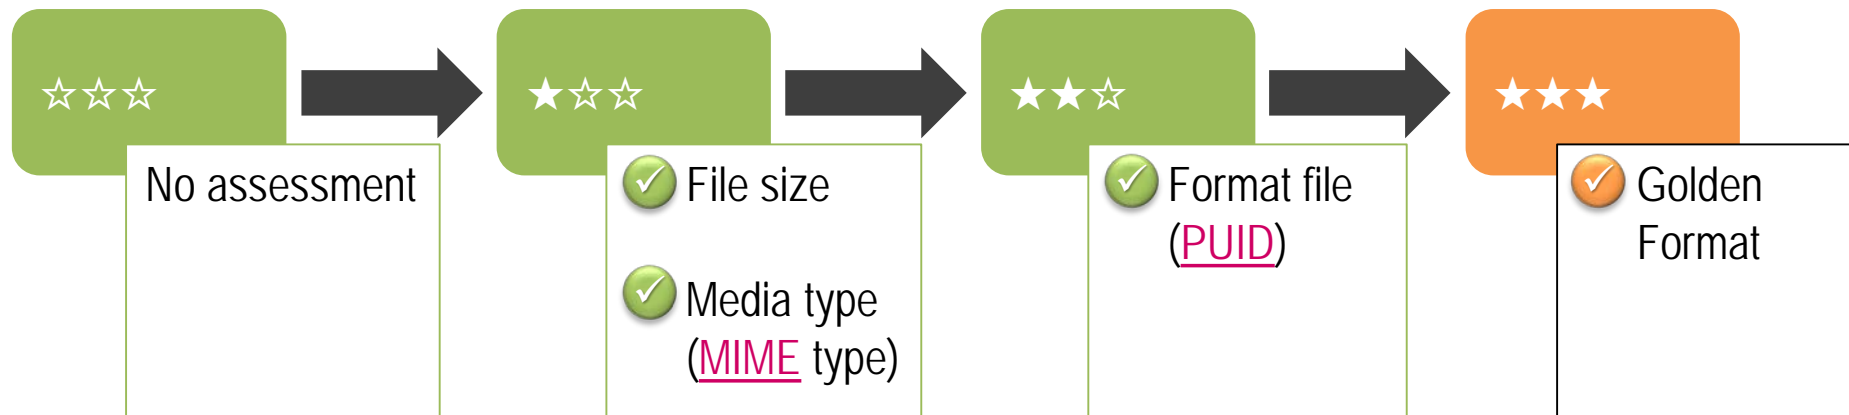 ☆☆☆
★☆☆
★★☆
★★★
No assessment
File size
Media type
(MIME type)
Format file
(PUID)
Golden
Format